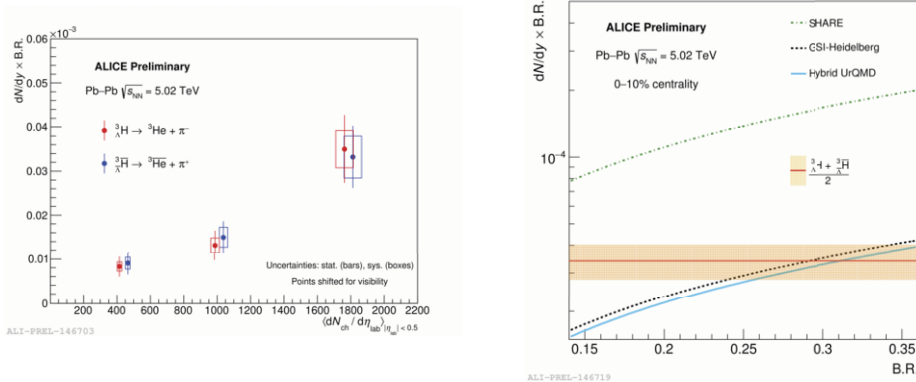 0.06 ×10⁻³
dN/dy × B.R.
ALICE Preliminary
Pb–Pb √sNN = 5.02 TeV
³ΛH → ³He + π⁻
³Λ̅H̅ → ³H̅e̅ + π⁺
0.05
0.04
0.03
0.02
0.01
0
Uncertainties: stat. (bars), sys. (boxes)
Points shifted for visibility
0 200 400 600 800 1000 1200 1400 1600 1800 2000 2200
⟨dNch / dηlab⟩|ηlab| < 0.5
ALI-PREL-146703
dN/dy × B.R.
ALICE Preliminary
Pb–Pb √sNN = 5.02 TeV
0–10% centrality
SHARE
GSI-Heidelberg
Hybrid UrQMD
10⁻⁴
³ΛH + ³Λ̅H̅
2
0.15 0.2 0.25 0.3 0.35
B.R.
ALI-PREL-146719